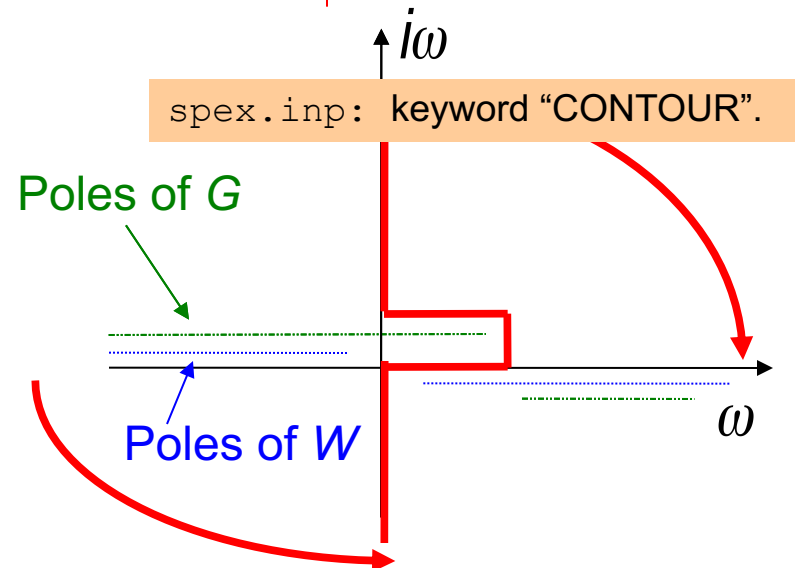 iω
spex.inp: keyword “CONTOUR”.
Poles of G
Poles of W
ω